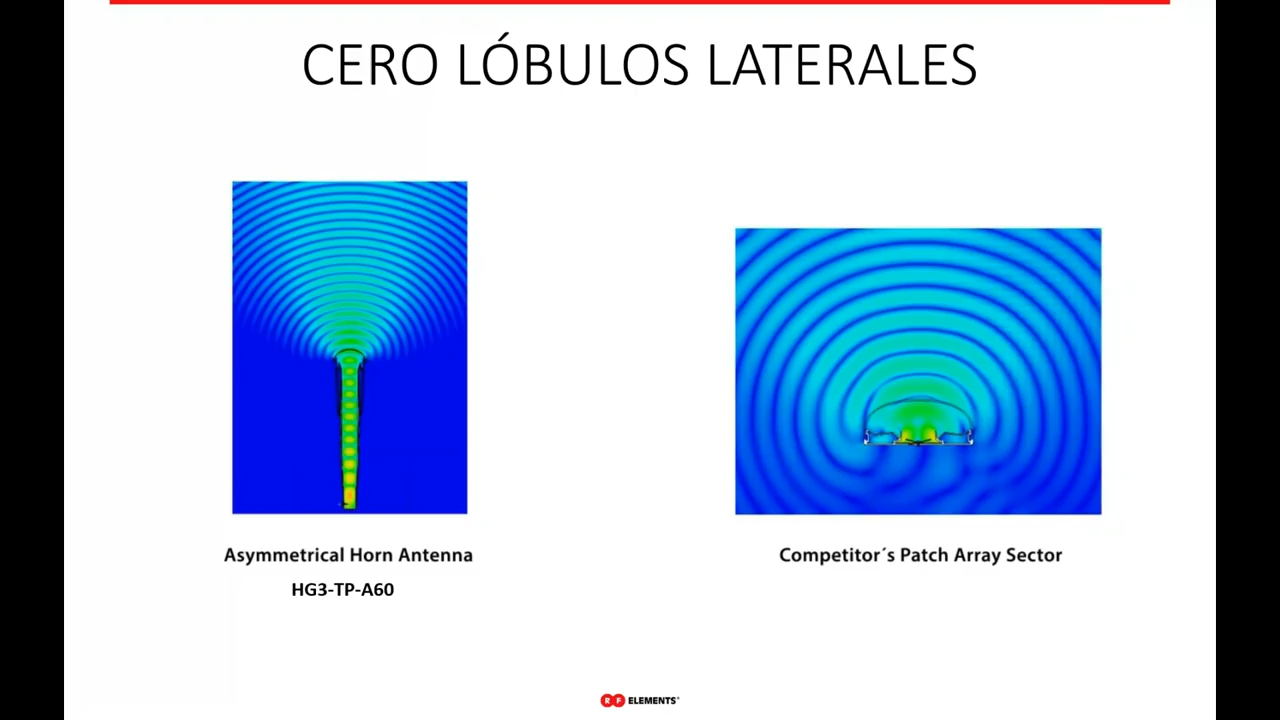 CERO LÓBULOS LATERALES
Asymmetrical Horn Antenna
HG3-TP-A60
Competitor´s Patch Array Sector
RF ELEMENTS